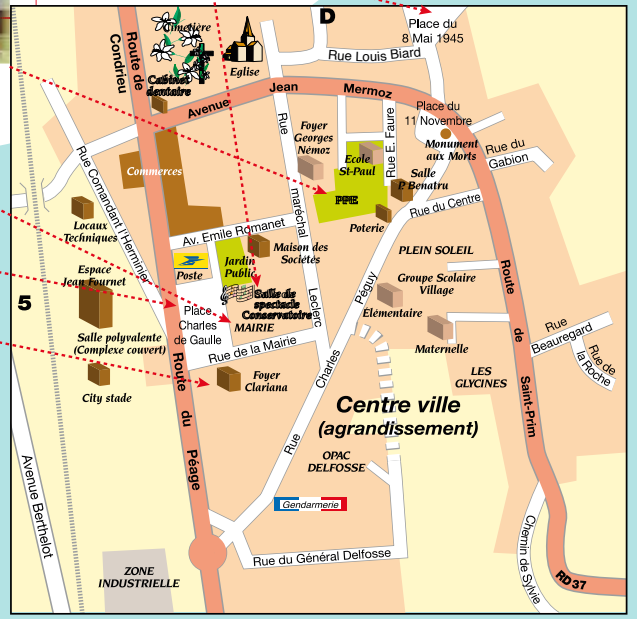 D
Place du
8 Mai 1945
Cimetière
Route de
Condrieu
Eglise
Rue Louis Biard
Cabinet
dentaire
Avenue
Jean
Mermoz
Place du
11 Novembre
Rue
maréchal
Leclerc
Foyer
Georges
Némoz
Ecole
St-Paul
Rue E. Faure
Monument
aux Morts
Rue du
Gabion
Rue Comandant l'Herminier
Commerces
Salle
P. Benatru
PPE
Rue du Centre
Poterie
Locaux
Techniques
Av. Emile Romanet
Maison des
Sociétés
PLEIN SOLEIL
Espace
Jean Fournet
Poste
Jardin
Public
Groupe Scolaire
Village
5
Salle de
spectacle
Conservatoire
Place
Charles
de Gaulle
MAIRIE
Elémentaire
Rue
Charles
Péguy
Route
de
Saint-Prim
Rue
Beauregard
Rue de
la Roche
Salle polyvalente
(Complexe couvert)
Rue de la Mairie
Maternelle
City stade
Foyer
Clariana
LES
GLYCINES
Route
du
Péage
Centre ville
(agrandissement)
OPAC
DELFOSSE
Avenue Berthelot
Gendarmerie
Rue du Général Delfosse
Chemin de Sylvie
ZONE
INDUSTRIELLE
RD 37